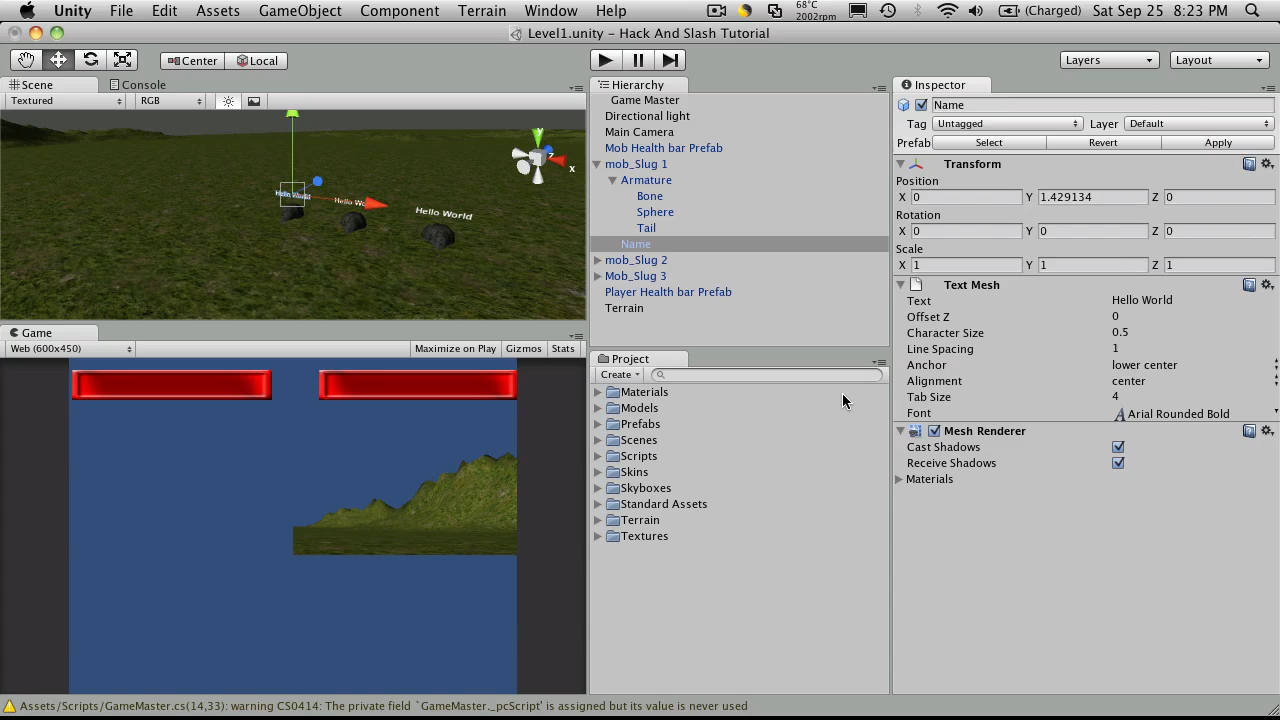 Unity File Edit Assets GameObject Component Terrain Window Help 68°C 2002rpm (Charged) Sat Sep 25 8:23 PM
Level1.unity - Hack And Slash Tutorial
Center Local Layers Layout
Scene Console
Textured RGB
y
z
x
Hello World
Hello World
Game
Web (600x450) Maximize on Play Gizmos Stats
Hierarchy
Game Master
Directional light
Main Camera
Mob Health bar Prefab
mob_Slug 1
Armature
Bone
Sphere
Tail
Name
mob_Slug 2
Mob_Slug 3
Player Health bar Prefab
Terrain
Project
Create
Materials
Models
Prefabs
Scenes
Scripts
Skins
Skyboxes
Standard Assets
Terrain
Textures
Inspector
Name
Tag Untagged Layer Default
Prefab Select Revert Apply
Transform
Position
X 0 Y 1.429134 Z 0
Rotation
X 0 Y 0 Z 0
Scale
X 1 Y 1 Z 1
Text Mesh
Text Hello World
Offset Z 0
Character Size 0.5
Line Spacing 1
Anchor lower center
Alignment center
Tab Size 4
Font Arial Rounded Bold
Mesh Renderer
Cast Shadows
Receive Shadows
Materials
Assets/Scripts/GameMaster.cs(14,33): warning CS0414: The private field `GameMaster._pcScript' is assigned but its value is never used